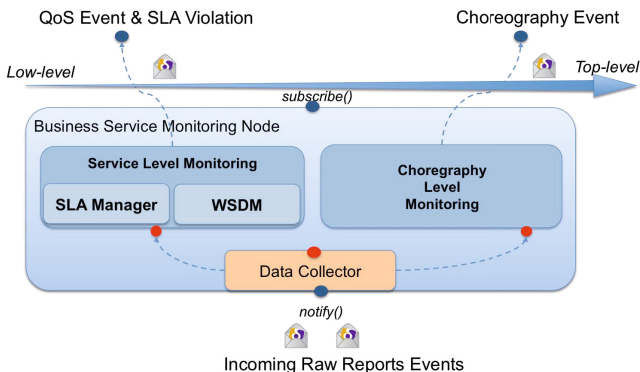 QoS Event & SLA Violation
Choreography Event
Low-level
Top-level
subscribe()
Business Service Monitoring Node
Service Level Monitoring
SLA Manager
WSDM
Choregraphy
Level
Monitoring
Data Collector
notify()
Incoming Raw Reports Events